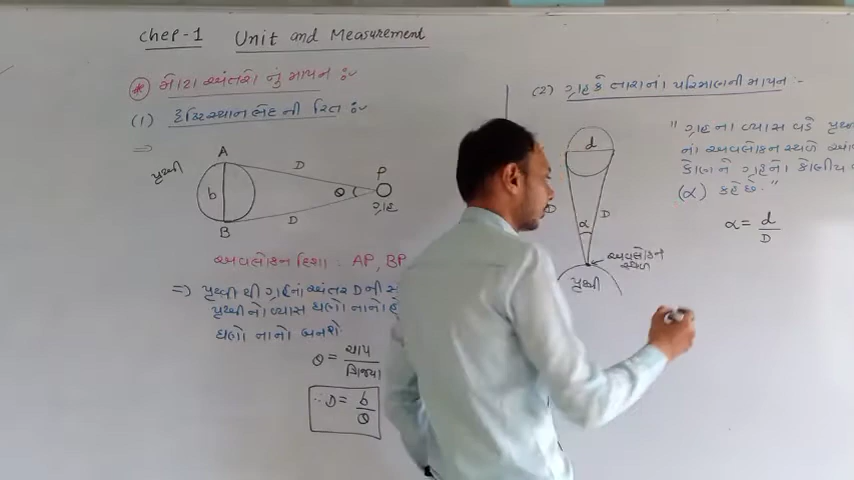 Chep-1 Unit and Measurement
* મોટા અંતરો નું માપન :-
(1) દ્રષ્ટિસ્થાન ભેદ ની રિત :-
⇒
પૃથ્વી
A
b
B
D
D
θ
P
ગ્રહ
અવલોકન દિશા : AP, BP
⇒ પૃથ્વી થી ગ્રહનાં અંતર D ની
પૃથ્વીનો વ્યાસ ઘણો નાનો
ઘણો નાનો બનશે.
θ = ચાપ / ત્રિજ્યા
∴ D = b / θ
(2) ગ્રહ કે તારાનાં પરિમાણની માપન :-
d
D
D
α
અવલોકન
સ્થળ
પૃથ્વી
"ગ્રહ ના વ્યાસ વડે
નાં અવલોકન સ્થળે
કોણ ને ગ્રહનો કોણીય
(α) કહે છે."
α = d / D